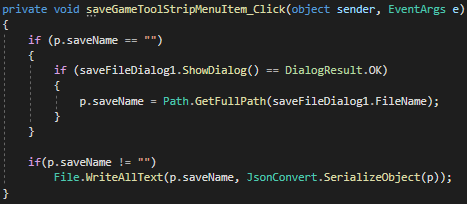 private void saveGameToolStripMenuItem_Click(object sender, EventArgs e)
{
    if (p.saveName == "")
    {
        if (saveFileDialog1.ShowDialog() == DialogResult.OK)
        {
            p.saveName = Path.GetFullPath(saveFileDialog1.FileName);
        }
    }

    if(p.saveName != "")
        File.WriteAllText(p.saveName, JsonConvert.SerializeObject(p));
}